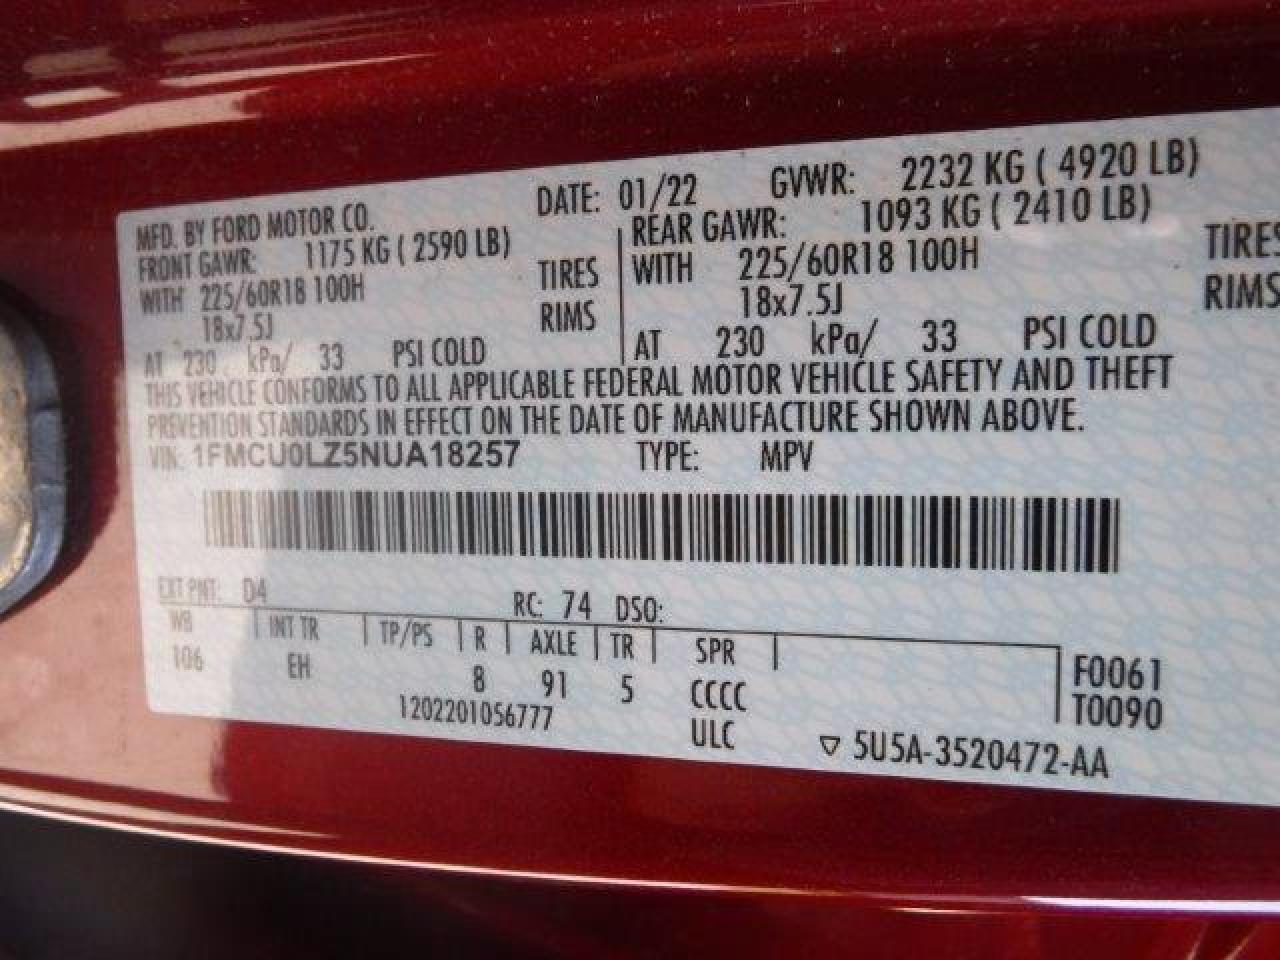 MFD. BY FORD MOTOR CO.
DATE: 01/22 GVWR: 2232 KG ( 4920 LB)
FRONT GAWR: 1175 KG ( 2590 LB)
REAR GAWR: 1093 KG ( 2410 LB)
WITH 225/60R18 100H TIRES
WITH 225/60R18 100H TIRES
18x7.5J RIMS
18x7.5J RIMS
AT 230 kPa/ 33 PSI COLD
AT 230 kPa/ 33 PSI COLD
THIS VEHICLE CONFORMS TO ALL APPLICABLE FEDERAL MOTOR VEHICLE SAFETY AND THEFT
PREVENTION STANDARDS IN EFFECT ON THE DATE OF MANUFACTURE SHOWN ABOVE.
VIN: 1FMCU0LZ5NUA18257 TYPE: MPV
EXT PNT: D4 RC: 74 DSO:
WB INT TR TP/PS R AXLE TR SPR
106 EH 8 91 5 CCCC
F0061
T0090
1202201056777 ULC
▽ 5U5A-3520472-AA